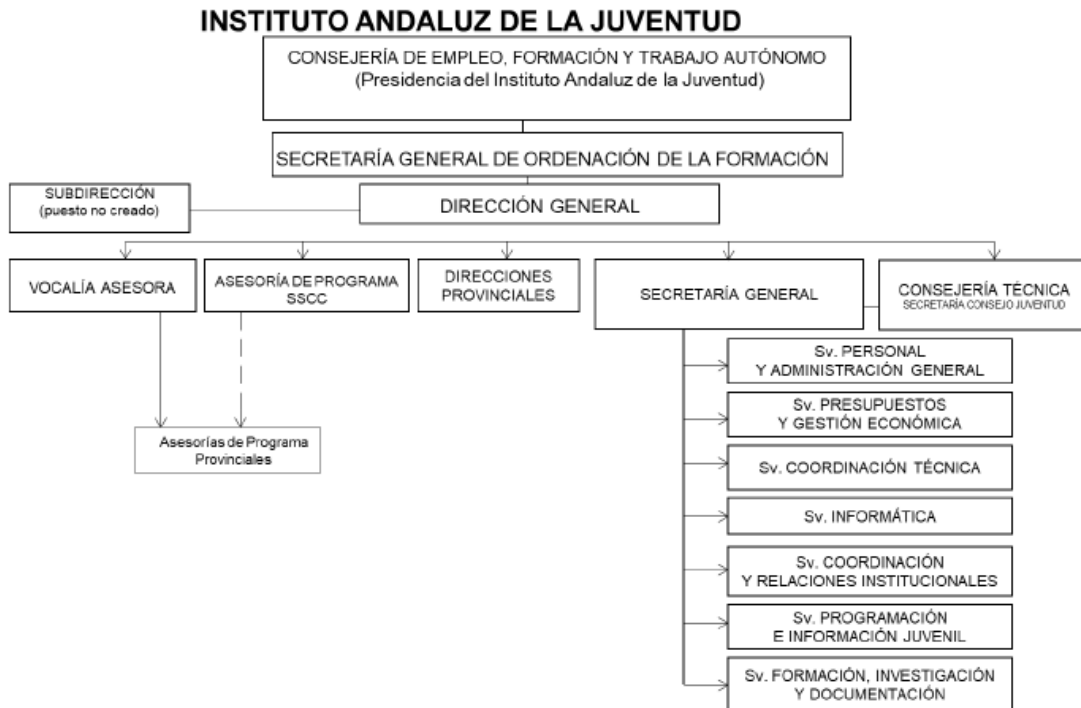 INSTITUTO ANDALUZ DE LA JUVENTUD
CONSEJERÍA DE EMPLEO, FORMACIÓN Y TRABAJO AUTÓNOMO
(Presidencia del Instituto Andaluz de la Juventud)
SECRETARÍA GENERAL DE ORDENACIÓN DE LA FORMACIÓN
SUBDIRECCIÓN
(puesto no creado)
DIRECCIÓN GENERAL
VOCALÍA ASESORA
ASESORÍA DE PROGRAMA
SSCC
DIRECCIONES
PROVINCIALES
SECRETARÍA GENERAL
CONSEJERÍA TÉCNICA
SECRETARÍA CONSEJO JUVENTUD
Asesorías de Programa
Provinciales
Sv. PERSONAL
Y ADMINISTRACIÓN GENERAL
Sv. PRESUPUESTOS
Y GESTIÓN ECONÓMICA
Sv. COORDINACIÓN TÉCNICA
Sv. INFORMÁTICA
Sv. COORDINACIÓN
Y RELACIONES INSTITUCIONALES
Sv. PROGRAMACIÓN
E INFORMACIÓN JUVENIL
Sv. FORMACIÓN, INVESTIGACIÓN
Y DOCUMENTACIÓN